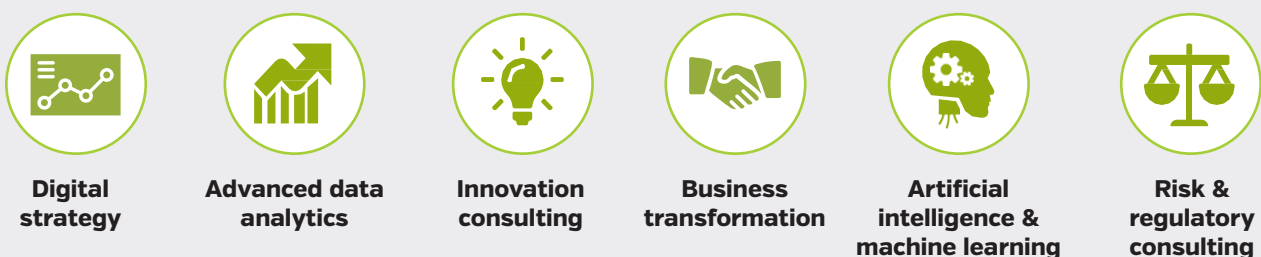 Digital
strategy
Advanced data
analytics
Innovation
consulting
Business
transformation
Artificial
intelligence &
machine learning
Risk &
regulatory
consulting